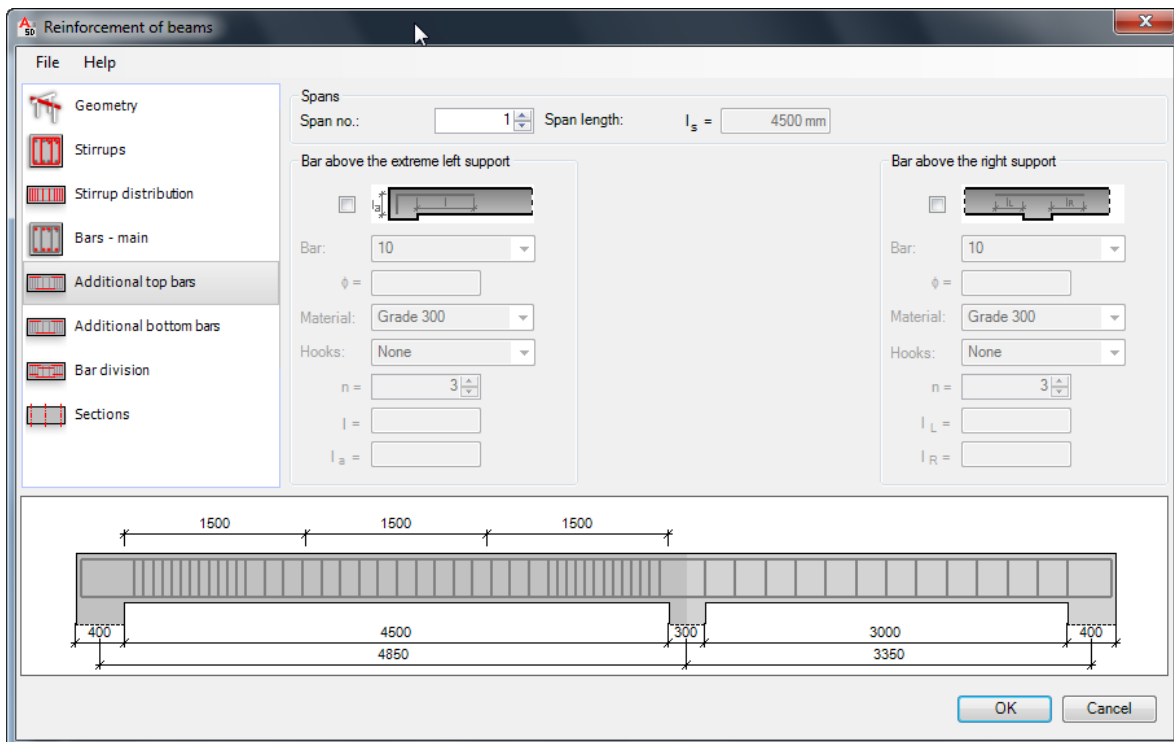 Reinforcement of beams
File Help
Geometry
Stirrups
Stirrup distribution
Bars - main
Additional top bars
Additional bottom bars
Bar division
Sections
Spans
Span no.: 1 Span length: l s = 4500 mm
Bar above the extreme left support
la l
Bar: 10
ϕ =
Material: Grade 300
Hooks: None
n = 3
l =
l a =
Bar above the right support
lL lR
Bar: 10
ϕ =
Material: Grade 300
Hooks: None
n = 3
l L =
l R =
1500 1500 1500
400 4500 300 3000 400
4850 3350
OK Cancel